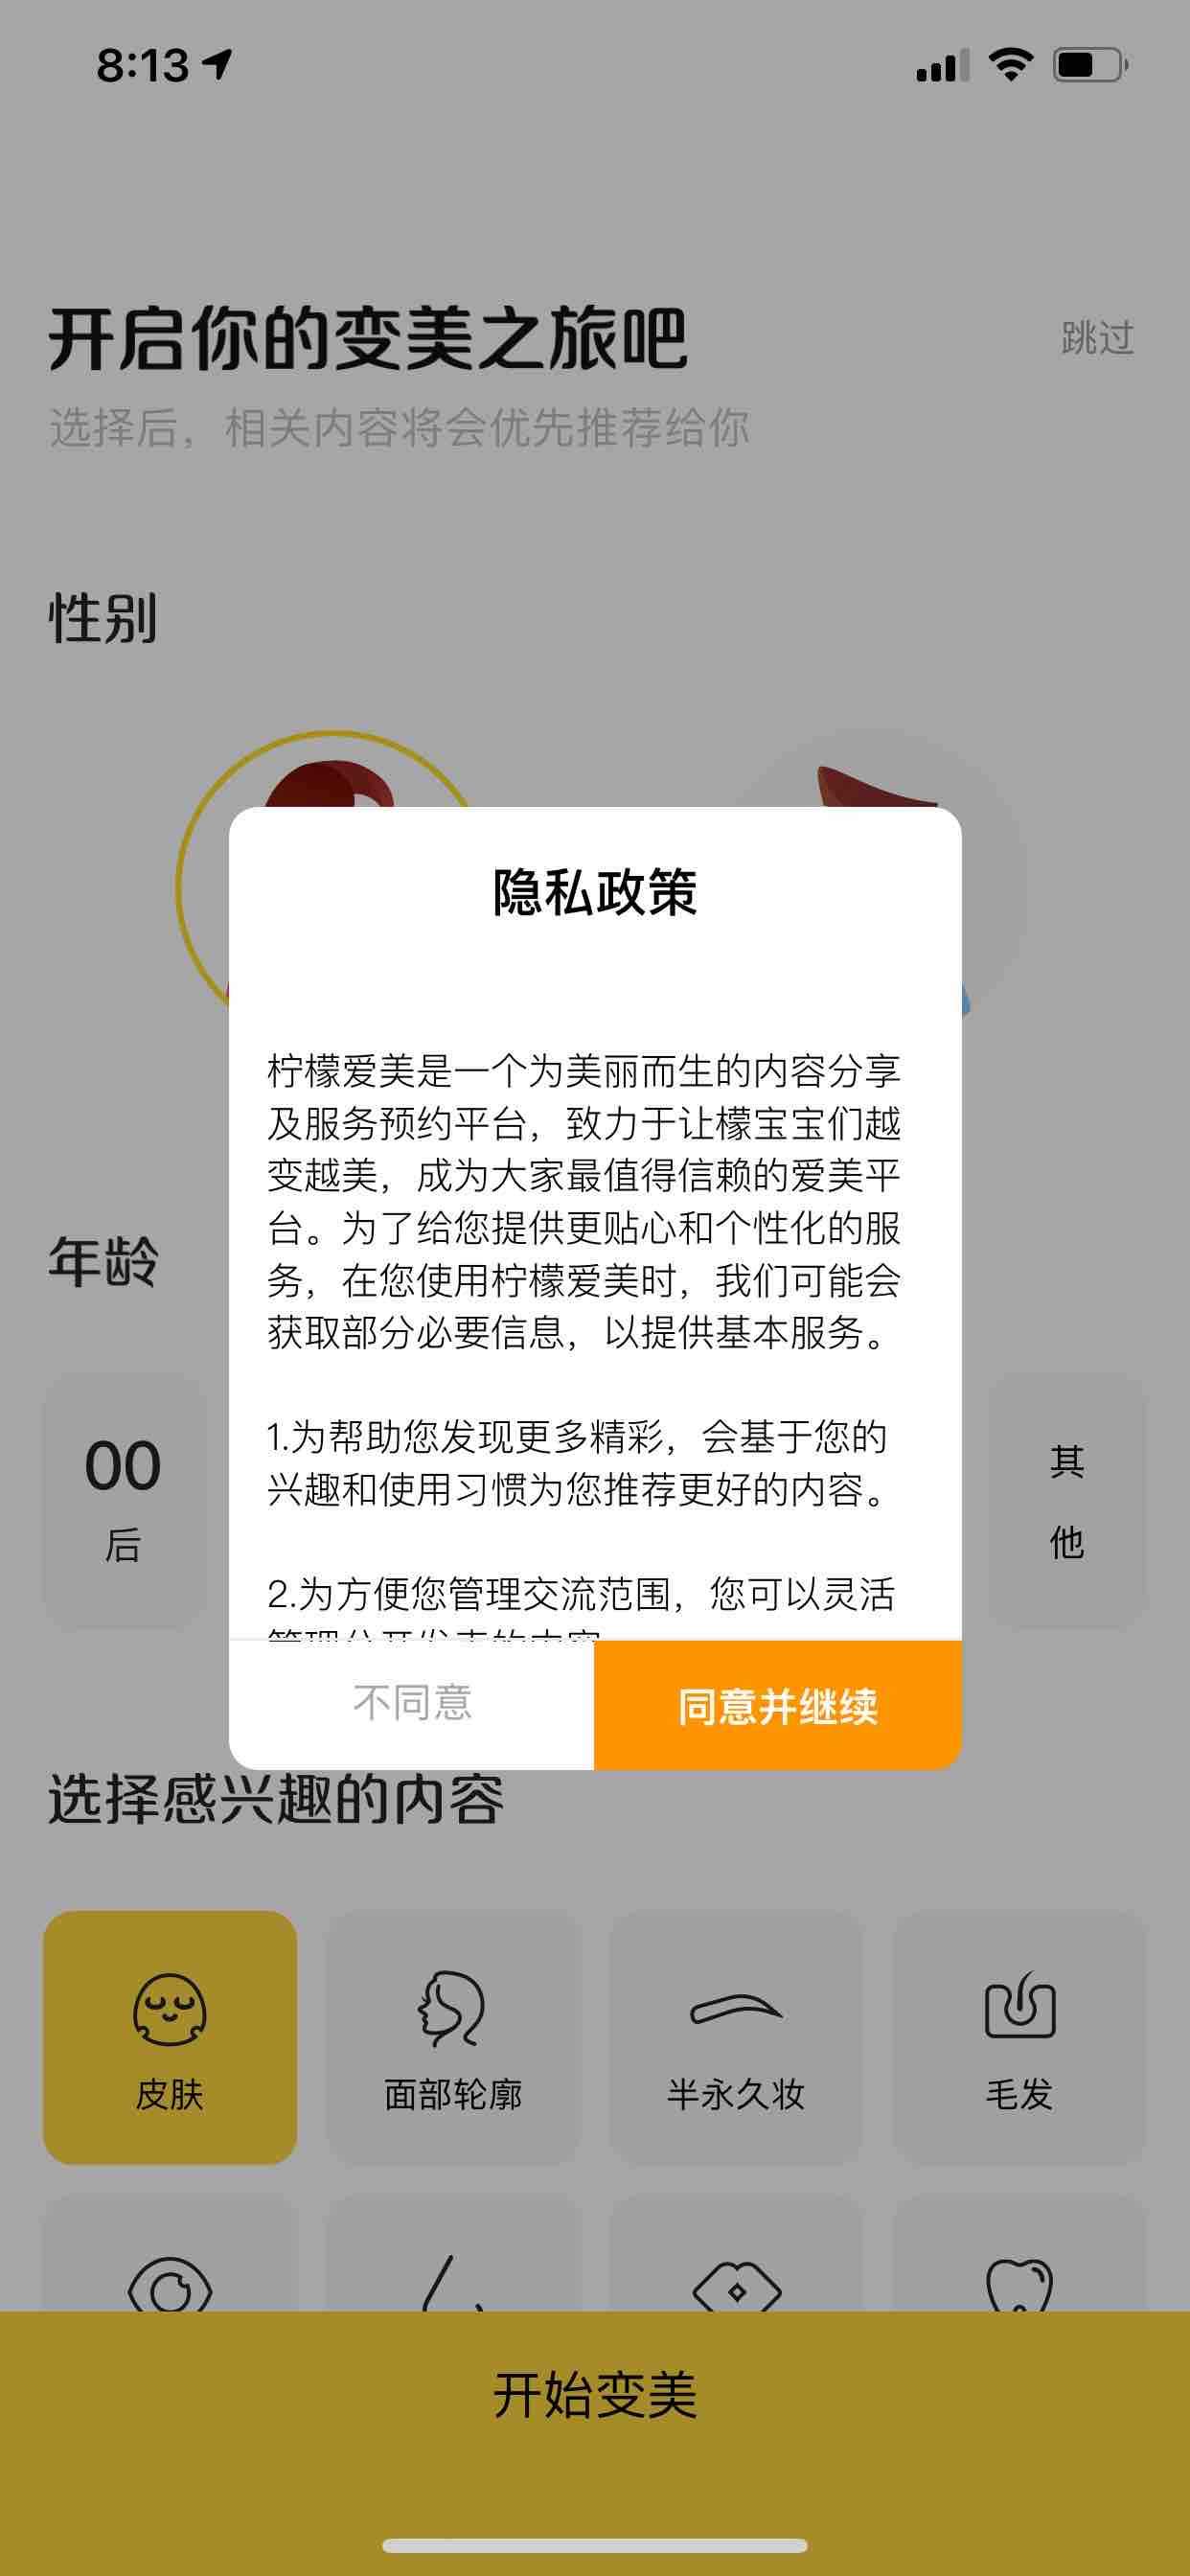 8:13
开启你的变美之旅吧
跳过
选择后，相关内容将会优先推荐给你
性别
隐私政策
柠檬爱美是一个为美丽而生的内容分享
及服务预约平台，致力于让檬宝宝们越
变越美，成为大家最值得信赖的爱美平
台。为了给您提供更贴心和个性化的服
务，在您使用柠檬爱美时，我们可能会
获取部分必要信息，以提供基本服务。
1.为帮助您发现更多精彩，会基于您的
兴趣和使用习惯为您推荐更好的内容。
2.为方便您管理交流范围，您可以灵活
不同意
同意并继续
年龄
00
后
其
他
选择感兴趣的内容
皮肤
面部轮廓
半永久妆
毛发
开始变美